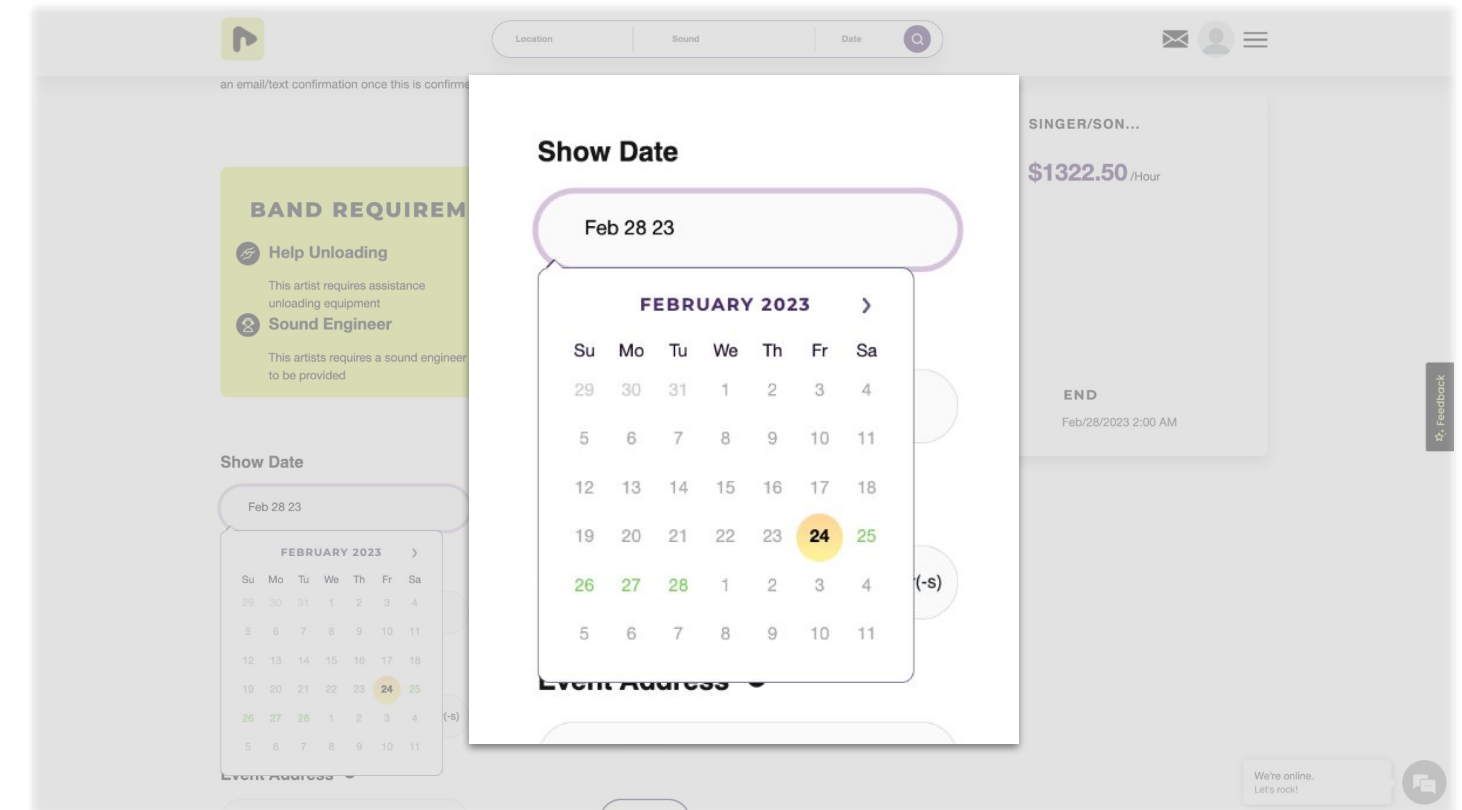 Location Sound Date
an email/text confirmation once this is confirme
BAND REQUIREM
Help Unloading
This artist requires assistance
unloading equipment
Sound Engineer
This artists requires a sound engineer
to be provided
Show Date
Feb 28 23
FEBRUARY 2023
Su Mo Tu We Th Fr Sa
29 30 31 1 2 3 4
5 6 7 8 9 10 11
12 13 14 15 16 17 18
19 20 21 22 23 24 25
26 27 28 1 2 3 4
(-s)
5 6 7 8 9 10 11
Event Address
Show Date
Feb 28 23
FEBRUARY 2023
Su Mo Tu We Th Fr Sa
29 30 31 1 2 3 4
5 6 7 8 9 10 11
12 13 14 15 16 17 18
19 20 21 22 23 24 25
26 27 28 1 2 3 4
(-s)
5 6 7 8 9 10 11
Event Address
SINGER/SON...
$1322.50 /Hour
END
Feb/28/2023 2:00 AM
Feedback
We're online.
Let's rock!